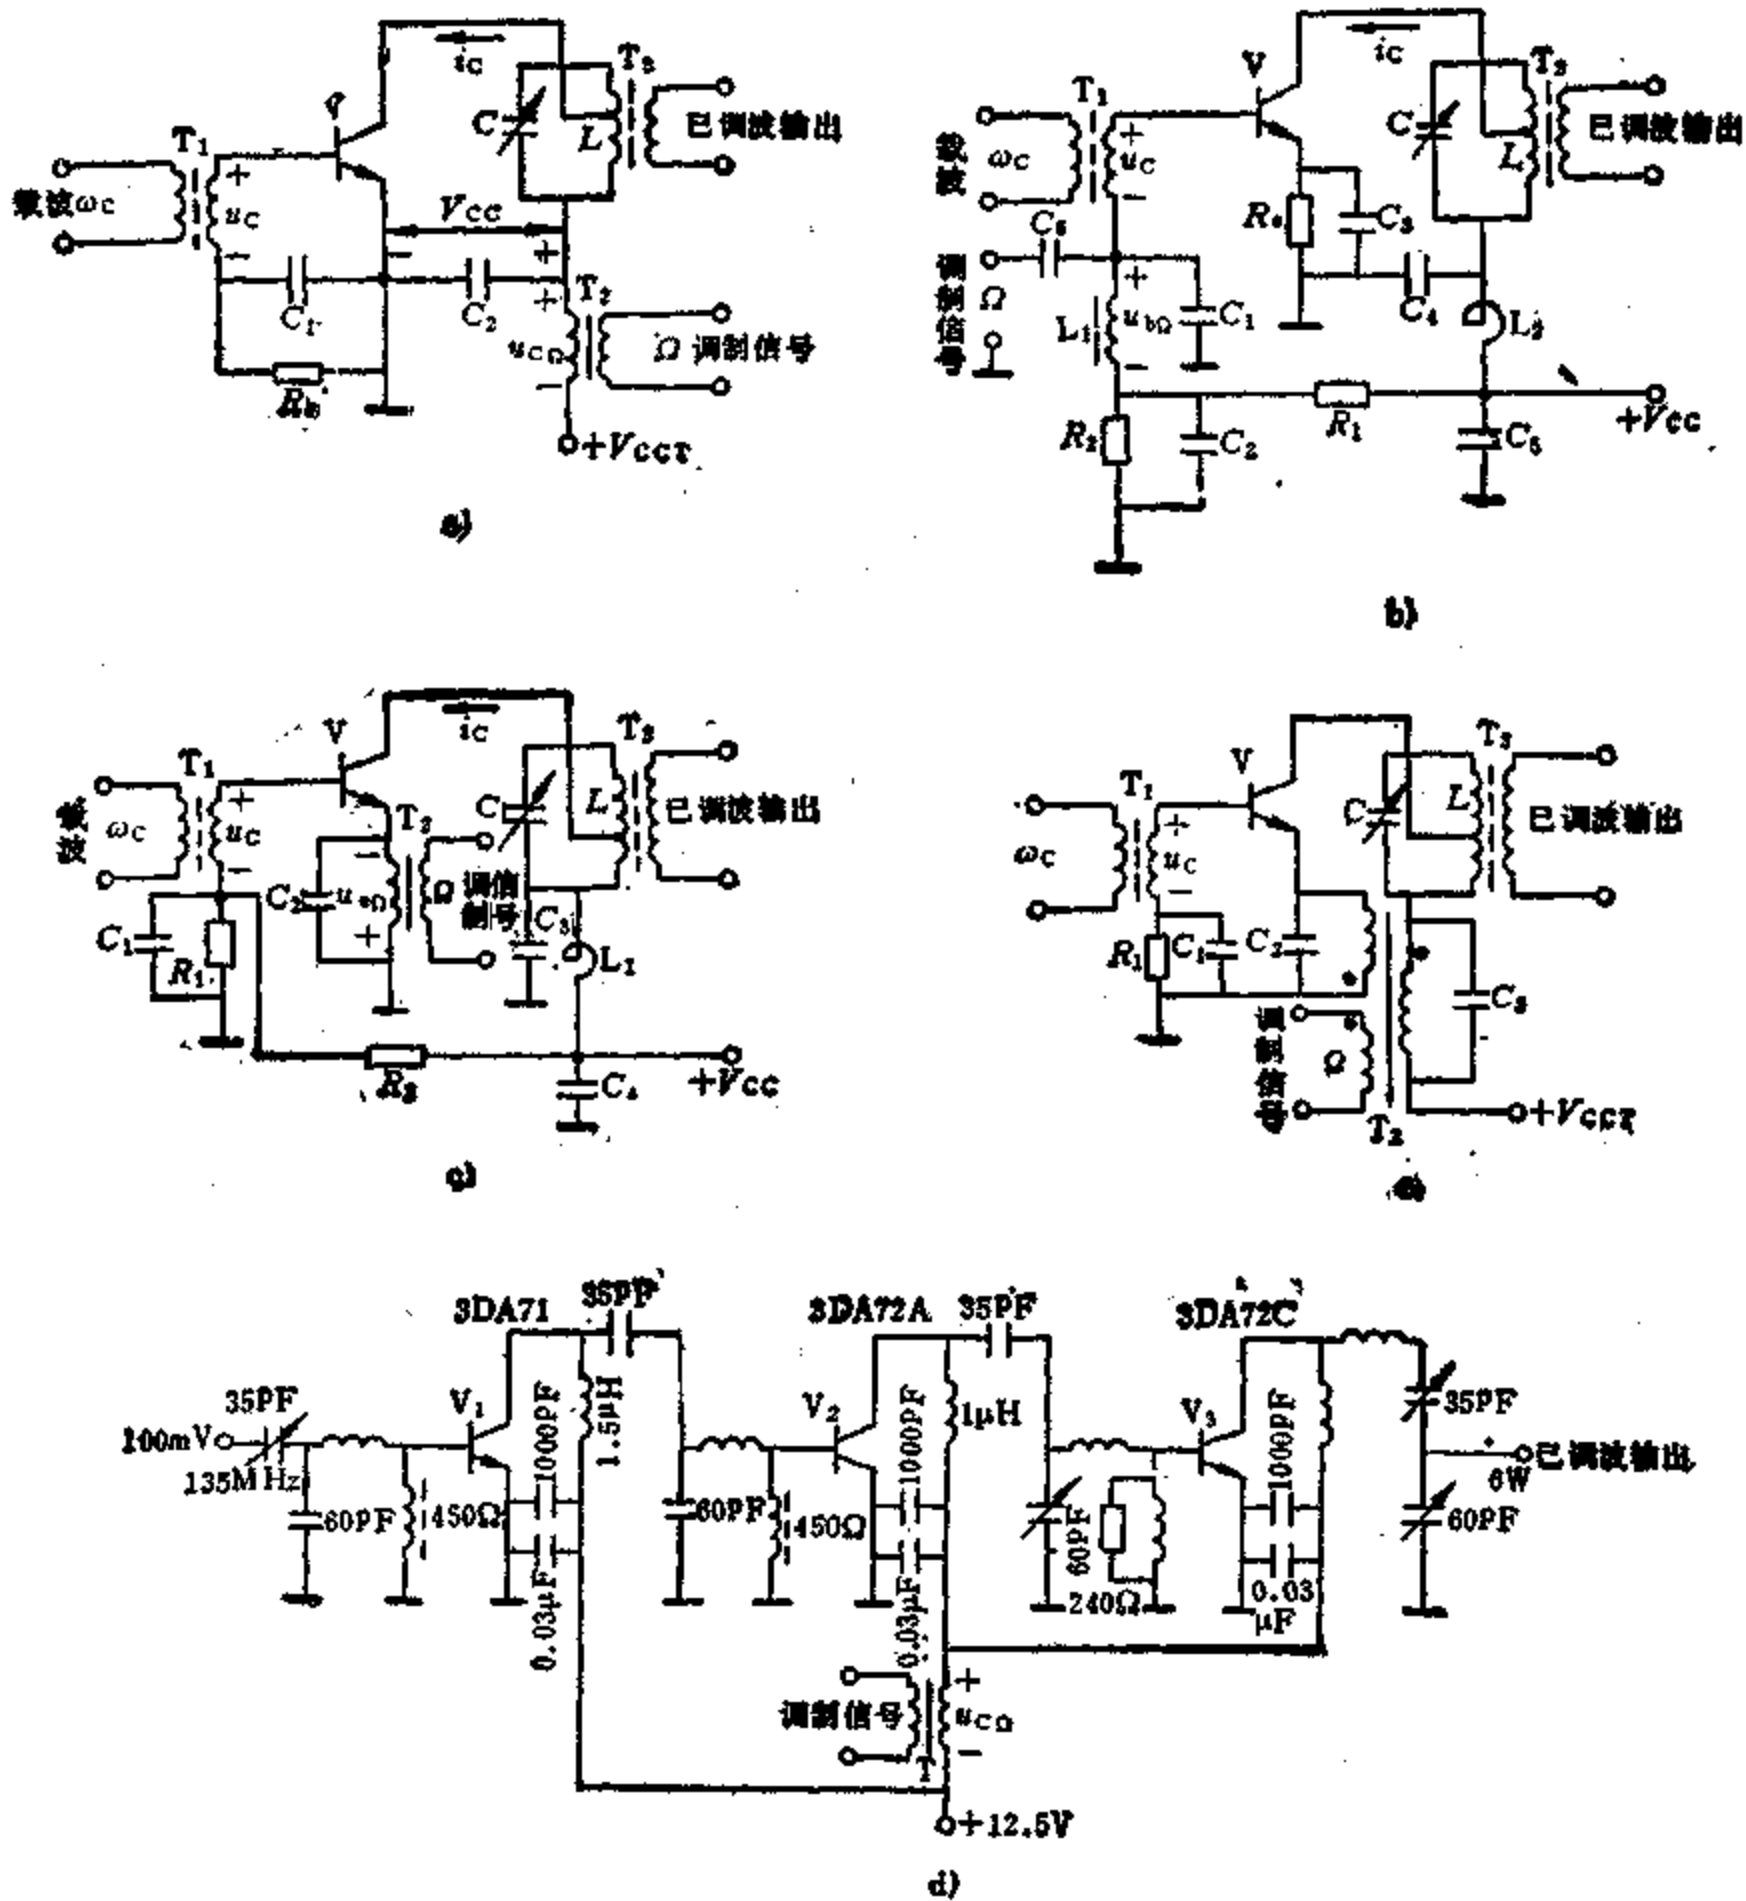 iC
T3
V
C
L
已调波输出
T1
载波ωC
+
uC
−
VCC
−
+
C1
C2
+
T2
uCΩ
−
Ω 调制信号
Rb
+VCCT
a)
iC
T3
V
T1
C
L
已调波输出
载波
ωC
+
uC
−
C6
Re
C3
调制信号
Ω
+
L1
ubΩ
−
C1
C4
L2
R2
C2
R1
C5
+VCC
b)
iC
T3
V
T1
载波
ωC
+
uC
−
T2
C
L
已调波输出
C1
R1
C2
−
ueΩ
+
Ω
调制信号
C3
L1
R2
C4
+VCC
c)
T3
V
T1
ωC
+
uC
−
C
L
已调波输出
R1
C1
C2
C3
调制信号
Ω
T2
+VCCT
3DA71
35PF
3DA72A
35PF
3DA72C
35PF
V1
1000PF
1.5μH
V2
1000PF
1μH
V3
1000PF
35PF
100mV
135MHz
60PF
450Ω
0.03μF
60PF
450Ω
0.03μF
60PF
240Ω
0.03
μF
6W
已调波输出
60PF
调制信号
T
+
uCΩ
−
+12.5V
d)